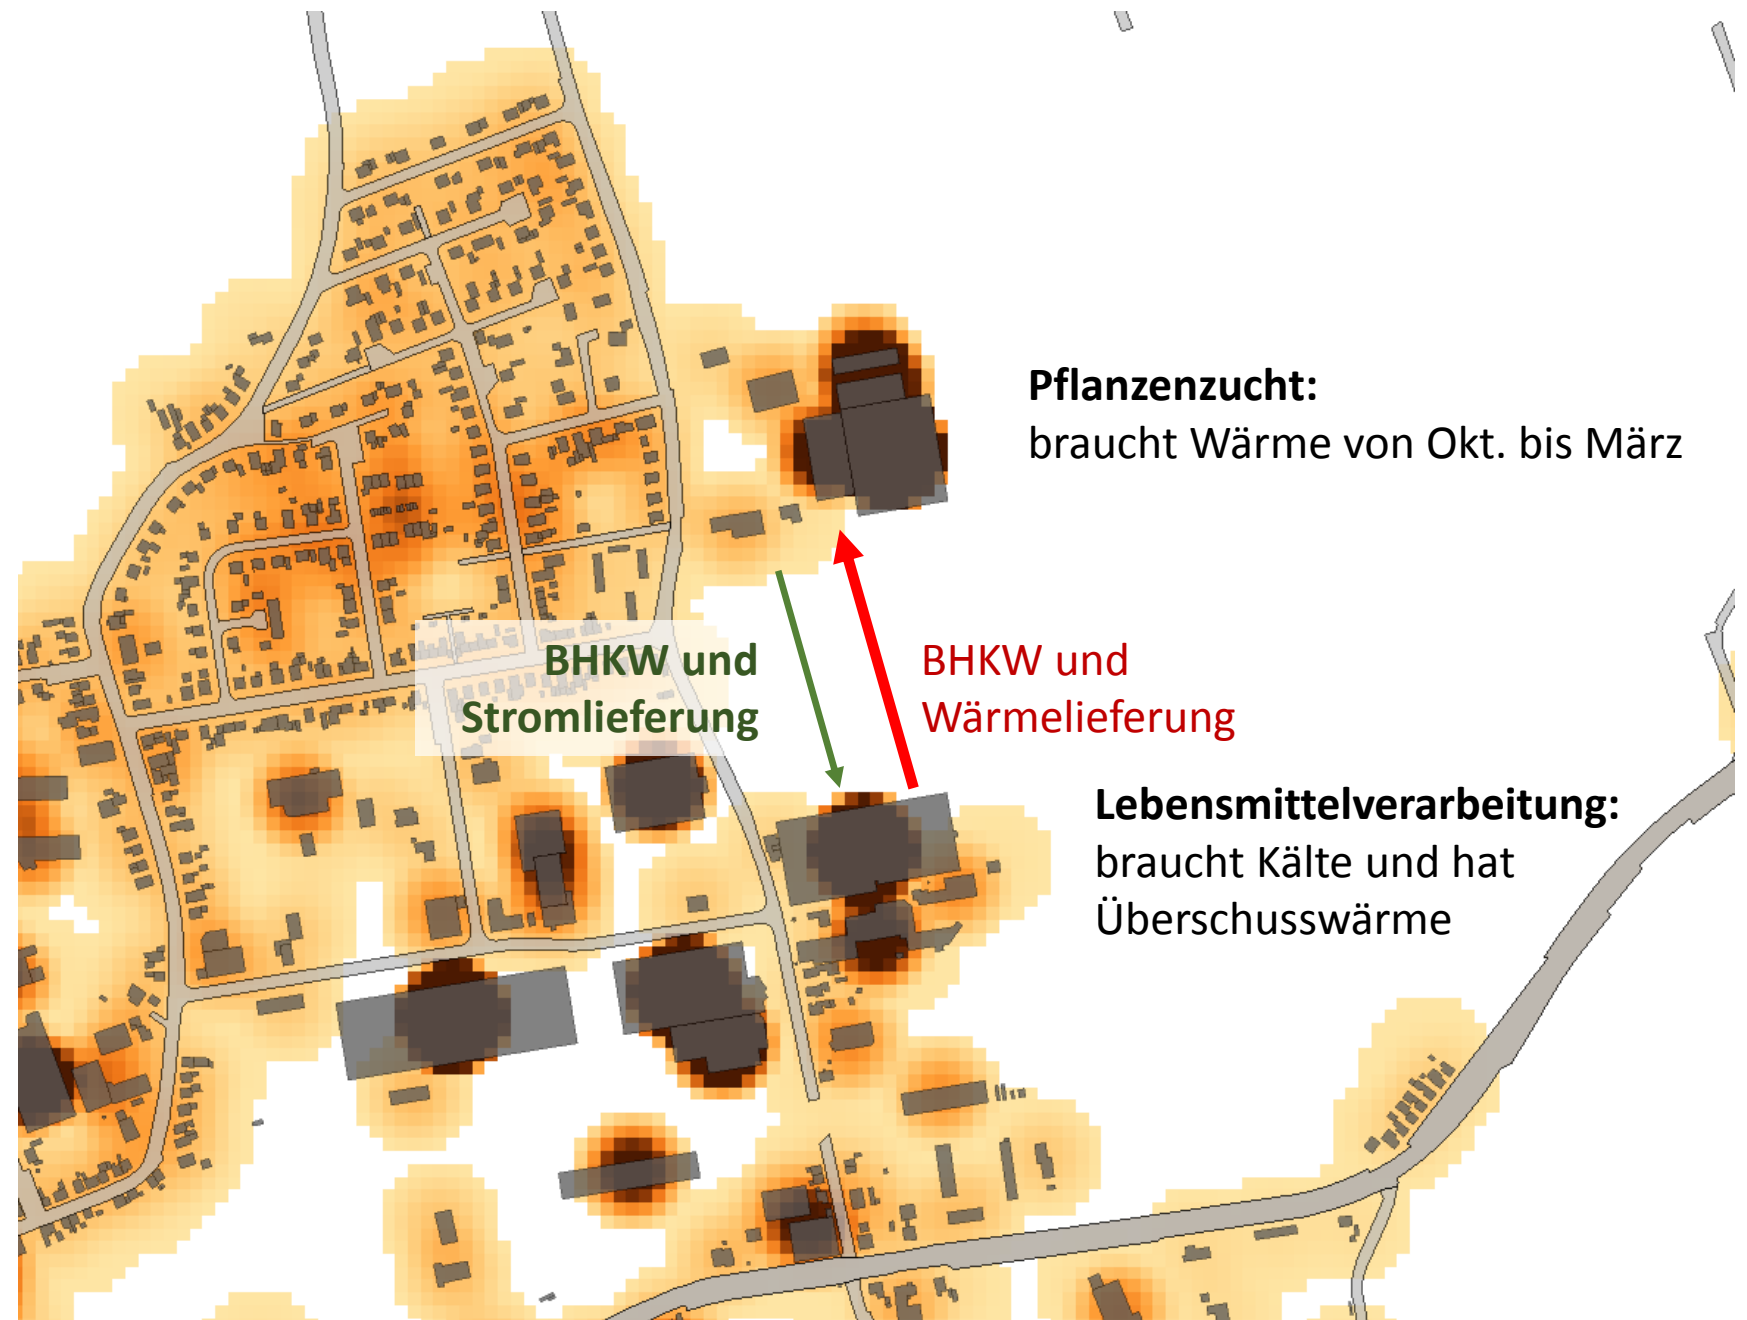 Pflanzenzucht:
braucht Wärme von Okt. bis März
BHKW und
Stromlieferung
BHKW und
Wärmelieferung
Lebensmittelverarbeitung:
braucht Kälte und hat
Überschusswärme